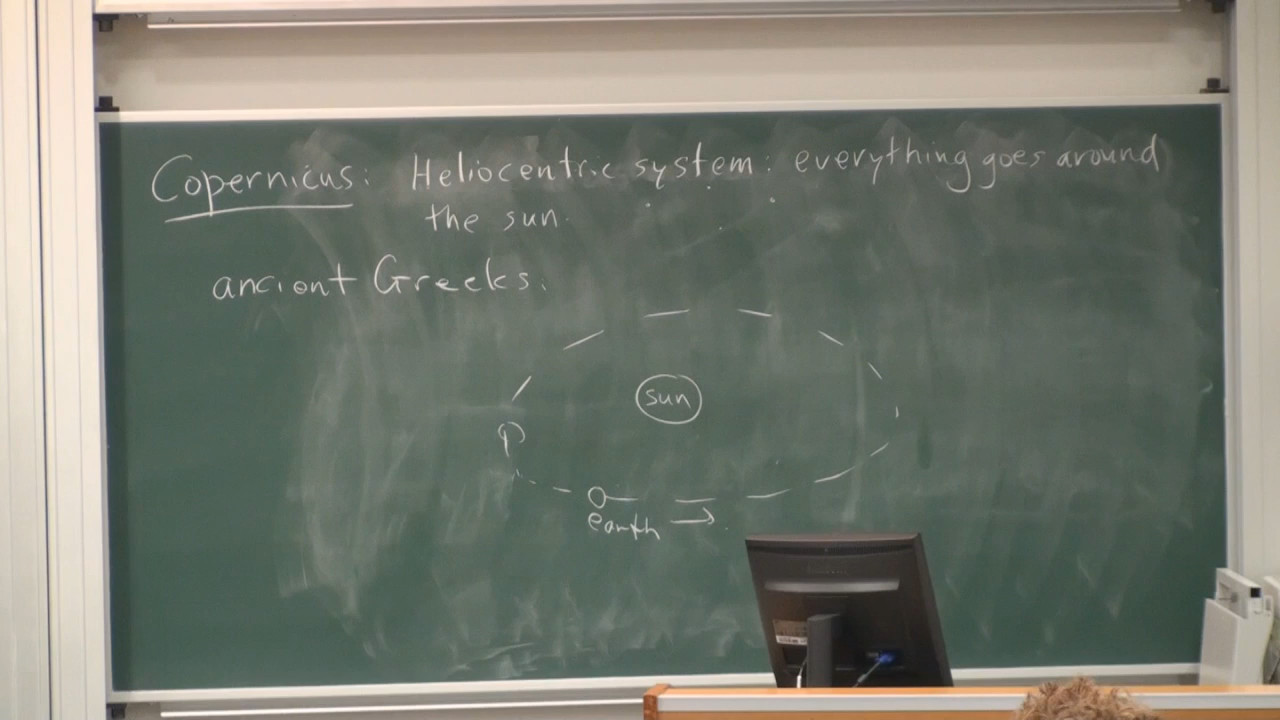 Copernicus: Heliocentric system: everything goes around
the sun.
ancient Greeks:
sun
earth